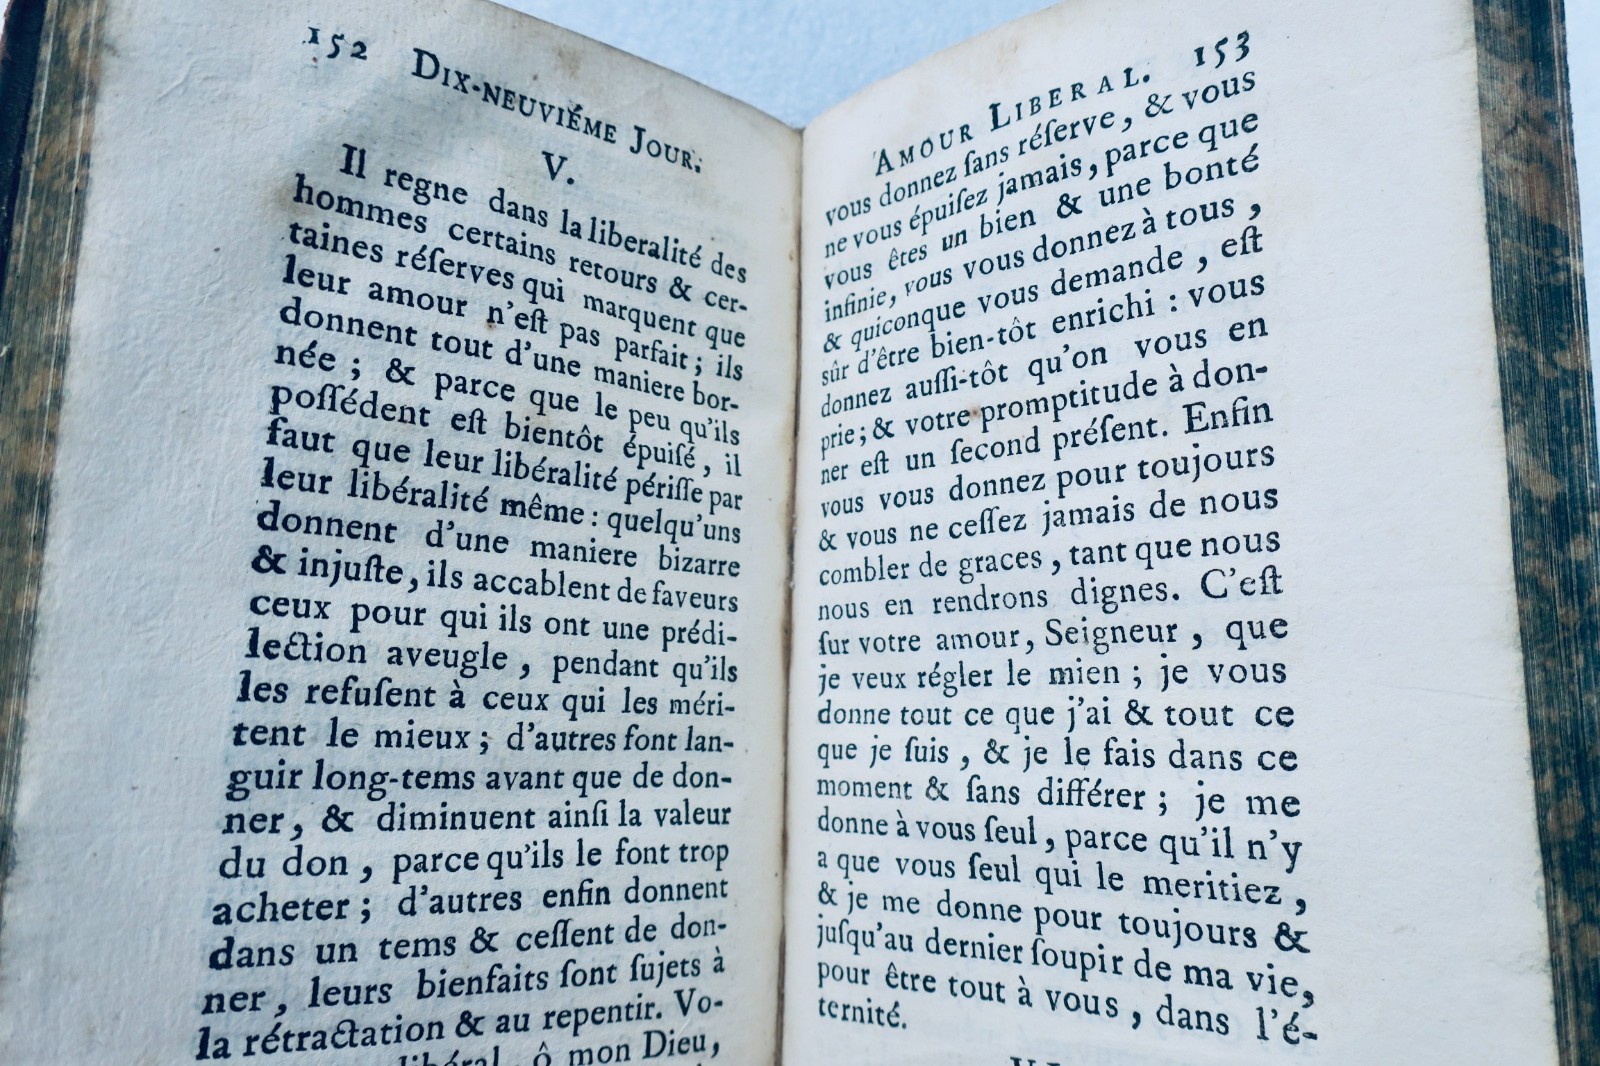 152 DIX-NEUVIÉME JOUR.
V.
Il regne dans la liberalité des
hommes certains retours & cer-
taines réſerves qui marquent que
leur amour n'eſt pas parfait ; ils
donnent tout d'une maniere bor-
née ; & parce que le peu qu'ils
poſſédent eſt bientôt épuiſé, il
faut que leur libéralité périſſe par
leur libéralité même : quelqu'uns
donnent d'une maniere bizarre
& injuſte, ils accablent de faveurs
ceux pour qui ils ont une prédi-
lection aveugle, pendant qu'ils
les refuſent à ceux qui les méri-
tent le mieux ; d'autres font lan-
guir long-tems avant que de don-
ner, & diminuent ainſi la valeur
du don, parce qu'ils le font trop
acheter ; d'autres enfin donnent
dans un tems & ceſſent de don-
ner, leurs bienfaits ſont ſujets à
la rétractation & au repentir. Vo-
libéral, ô mon Dieu,
AMOUR LIBERAL. 153
vous donnez ſans réſerve, & vous
ne vous épuiſez jamais, parce que
vous êtes un bien & une bonté
infinie, vous vous donnez à tous,
& quiconque vous demande, eſt
sûr d'être bien-tôt enrichi : vous
donnez auſſi-tôt qu'on vous en
prie ; & votre promptitude à don-
ner eſt un ſecond préſent. Enfin
vous vous donnez pour toujours
& vous ne ceſſez jamais de nous
combler de graces, tant que nous
nous en rendrons dignes. C'eſt
ſur votre amour, Seigneur, que
je veux régler le mien ; je vous
donne tout ce que j'ai & tout ce
que je ſuis, & je le fais dans ce
moment & ſans différer ; je me
donne à vous ſeul, parce qu'il n'y
a que vous ſeul qui le meritiez,
& je me donne pour toujours &
juſqu'au dernier ſoupir de ma vie,
pour être tout à vous, dans l'é-
ternité.